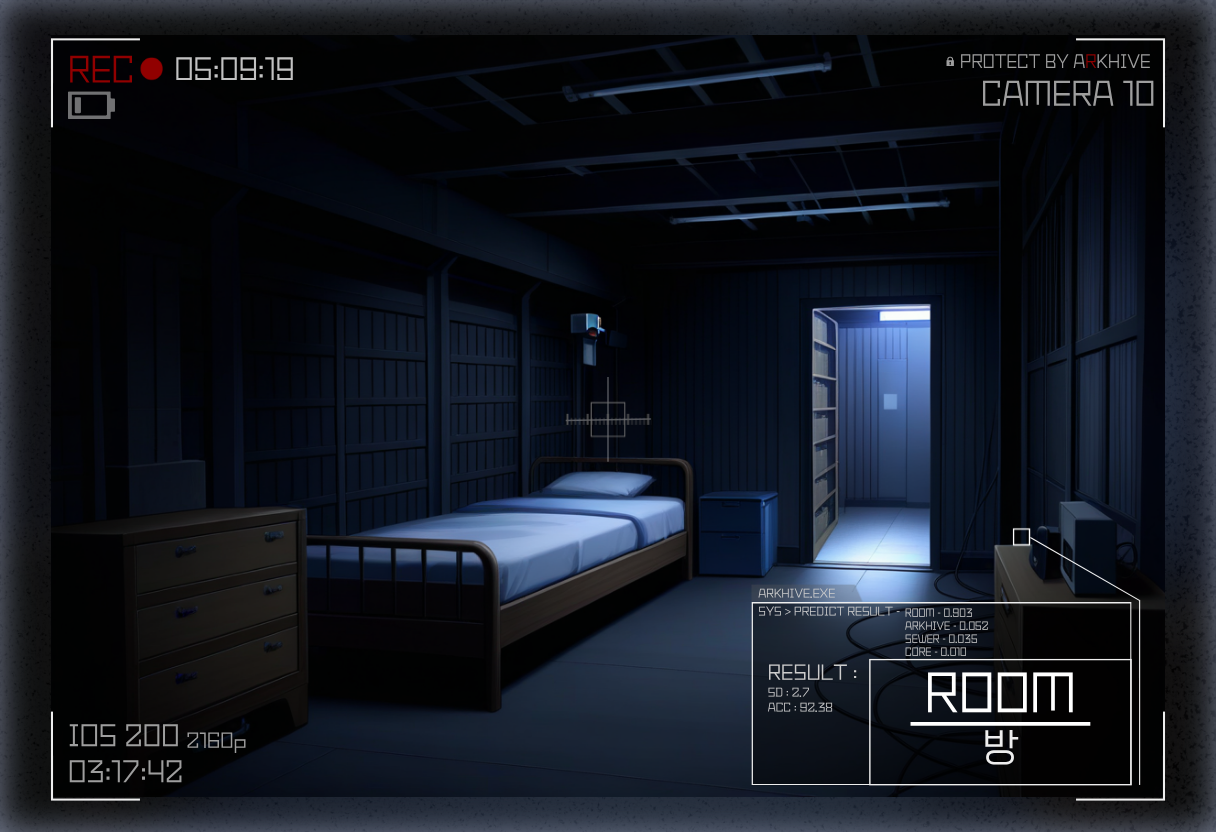 REC 05:09:19
PROTECT BY ARKHIVE
CAMERA 10
ARKHIVE.EXE
SYS > PREDICT RESULT - ROOM - 0.903
ARKHIVE - 0.052
SEWER - 0.035
CORE - 0.010
RESULT :
SD : 2.7
ACC : 92.38
ROOM
방
IOS 200 2160p
03:17:42